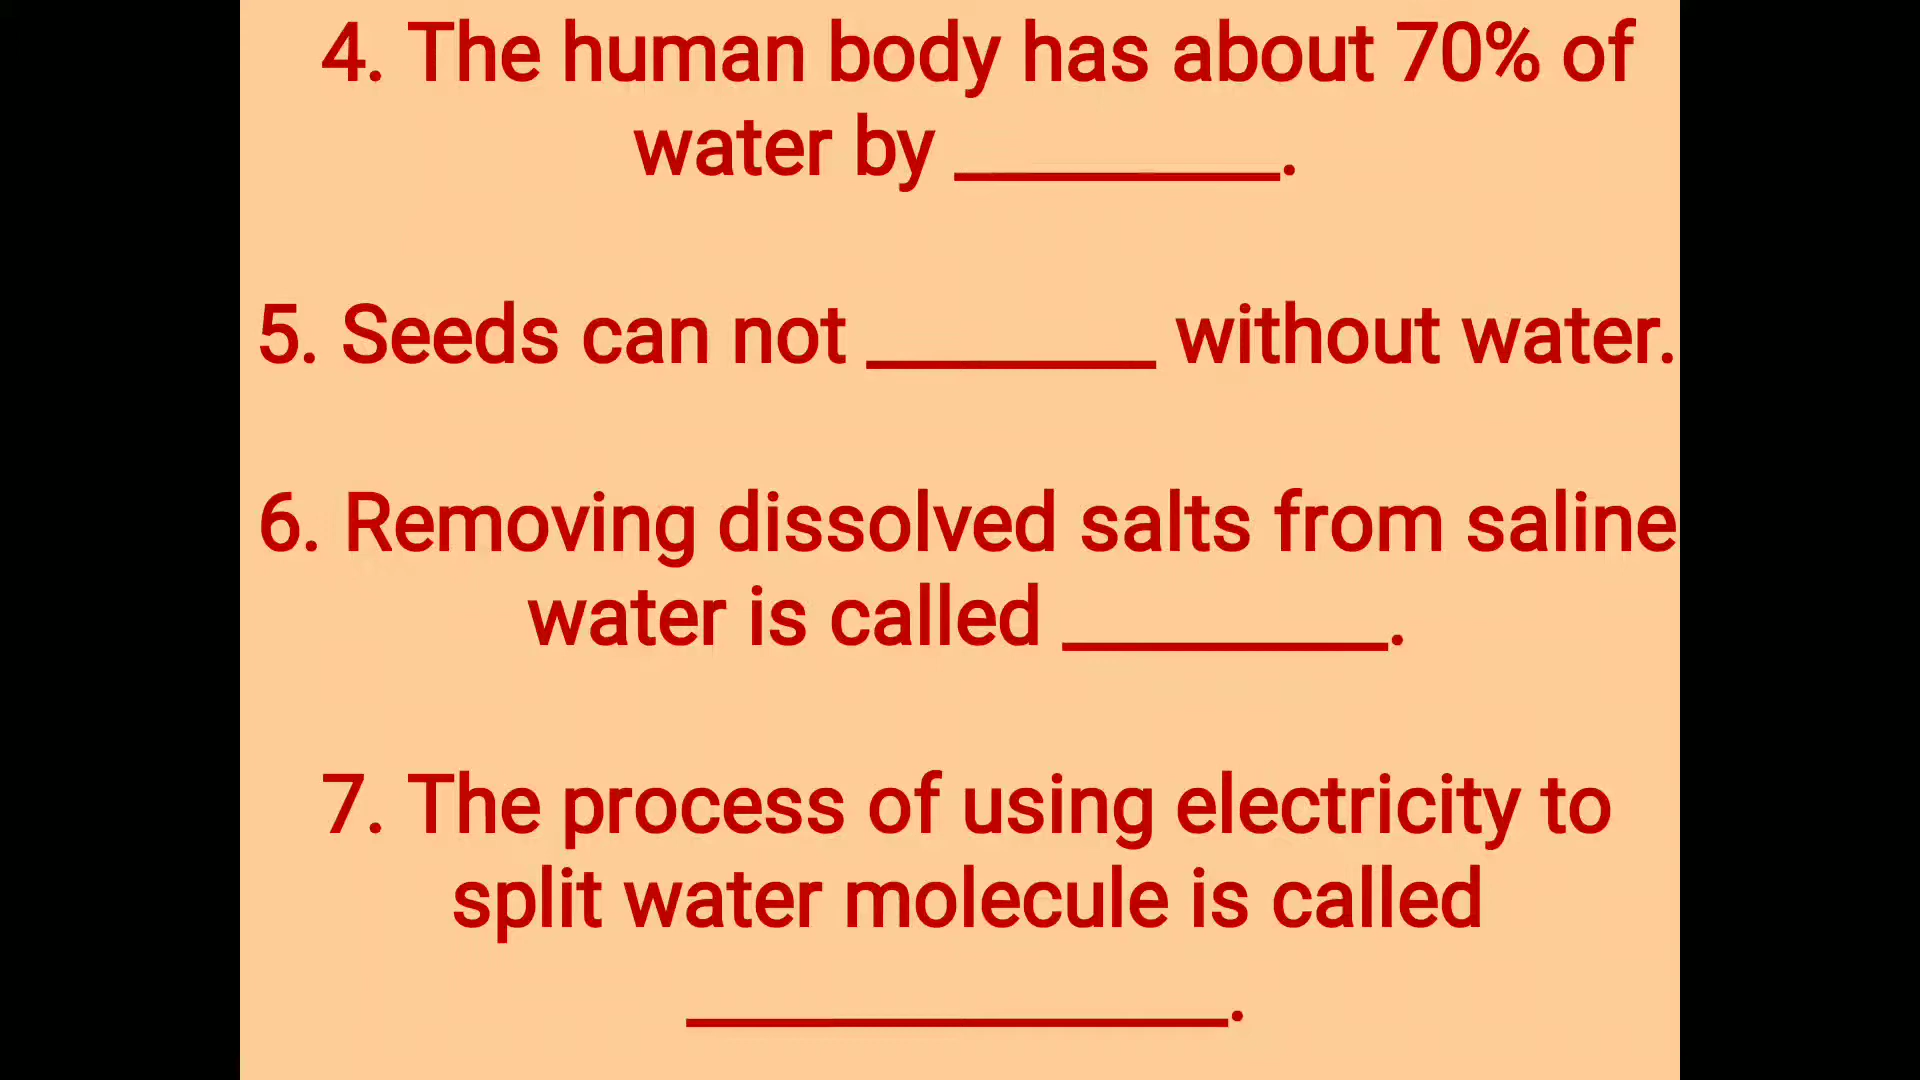 4. The human body has about 70% of
water by ________.
5. Seeds can not _______ without water.
6. Removing dissolved salts from saline
water is called ________.
7. The process of using electricity to
split water molecule is called
_____________.